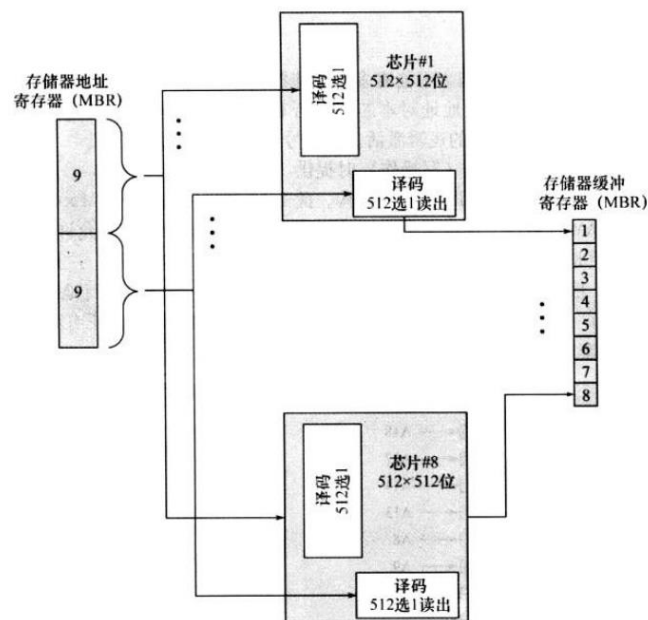 存储器地址
寄存器（MBR）
9
9
译码
512选1
芯片#1
512×512位
译码
512选1读出
存储器缓冲
寄存器（MBR）
1
2
3
4
5
6
7
8
译码
512选1
芯片#8
512×512位
译码
512选1读出